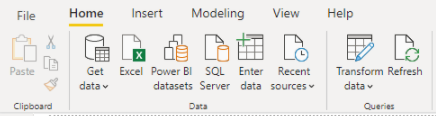 File Home Insert Modeling View Help
Paste Get data Excel Power BI datasets SQL Server Enter data Recent sources Transform data Refresh
Clipboard Data Queries